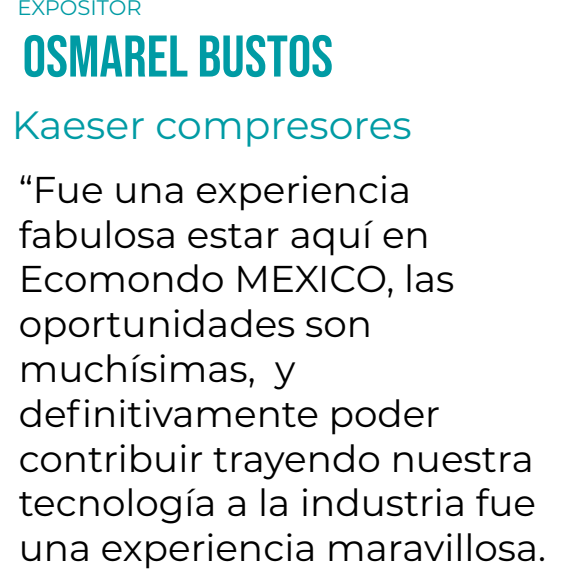 EXPOSITOR
OSMAREL BUSTOS
Kaeser compresores
“Fue una experiencia
fabulosa estar aquí en
Ecomondo MEXICO, las
oportunidades son
muchísimas,  y
definitivamente poder
contribuir trayendo nuestra
tecnología a la industria fue
una experiencia maravillosa.